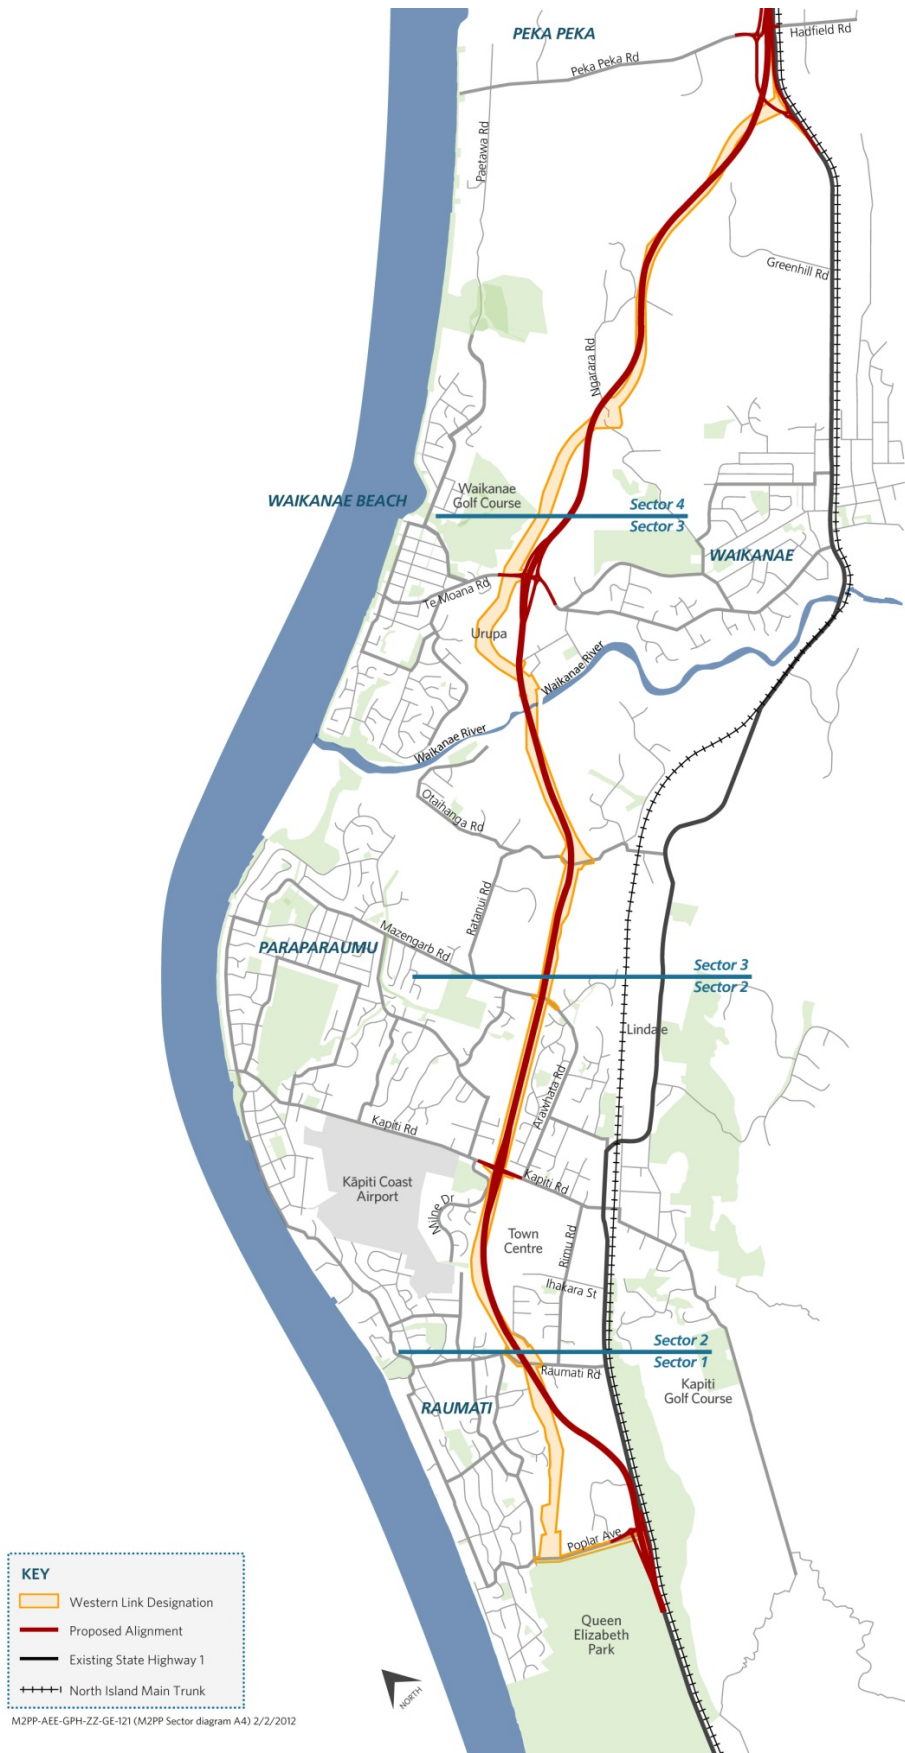 PEKA PEKA
Hadfield Rd
Peka Peka Rd
Paetawa Rd
Greenhill Rd
Ngarara Rd
Waikanae
Golf Course
WAIKANAE BEACH
Sector 4
Sector 3
WAIKANAE
Te Moana Rd
Urupa
Waikanae River
Waikanae River
Otaihanga Rd
Ratanui Rd
Mazengarb Rd
PARAPARAUMU
Sector 3
Sector 2
Lindale
Arawhata Rd
Kapiti Rd
Kāpiti Coast
Airport
Kapiti Rd
Milne Dr
Town
Centre
Rimu Rd
Ihakara St
Sector 2
Sector 1
Raumati Rd
Kapiti
Golf Course
RAUMATI
Poplar Ave
Queen
Elizabeth
Park
KEY
Western Link Designation
Proposed Alignment
Existing State Highway 1
North Island Main Trunk
NORTH
M2PP-AEE-GPH-ZZ-GE-121 (M2PP Sector diagram A4) 2/2/2012